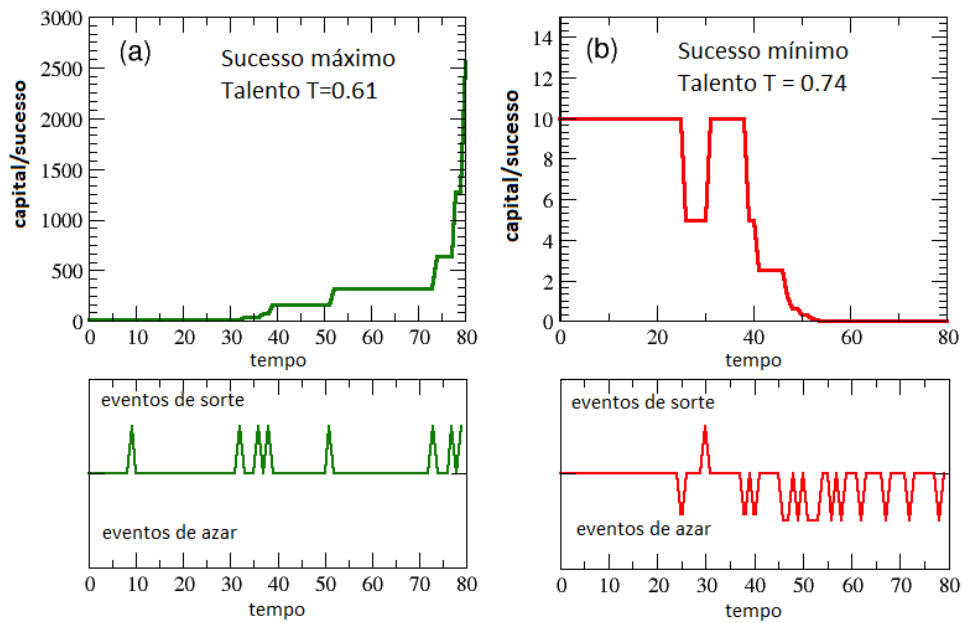 (a)
Sucesso máximo
Talento T=0.61
capital/sucesso
3000
2500
2000
1500
1000
500
0
0 10 20 30 40 50 60 70 80
tempo
eventos de sorte
eventos de azar
0 10 20 30 40 50 60 70 80
tempo
(b)
Sucesso mínimo
Talento T = 0.74
capital/sucesso
14
12
10
8
6
4
2
0
0 20 40 60 80
tempo
eventos de sorte
eventos de azar
0 10 20 30 40 50 60 70 80
tempo